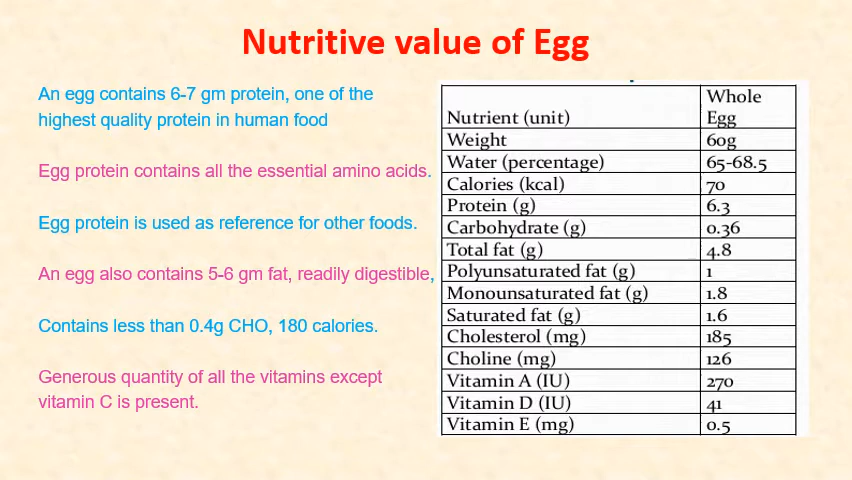 Nutritive value of Egg
An egg contains 6-7 gm protein, one of the
highest quality protein in human food
Egg protein contains all the essential amino acids.
Egg protein is used as reference for other foods.
An egg also contains 5-6 gm fat, readily digestible,
Contains less than 0.4g CHO, 180 calories.
Generous quantity of all the vitamins except
vitamin C is present.
Nutrient (unit) Whole Egg
Weight 60g
Water (percentage) 65-68.5
Calories (kcal) 70
Protein (g) 6.3
Carbohydrate (g) 0.36
Total fat (g) 4.8
Polyunsaturated fat (g) 1
Monounsaturated fat (g) 1.8
Saturated fat (g) 1.6
Cholesterol (mg) 185
Choline (mg) 126
Vitamin A (IU) 270
Vitamin D (IU) 41
Vitamin E (mg) 0.5